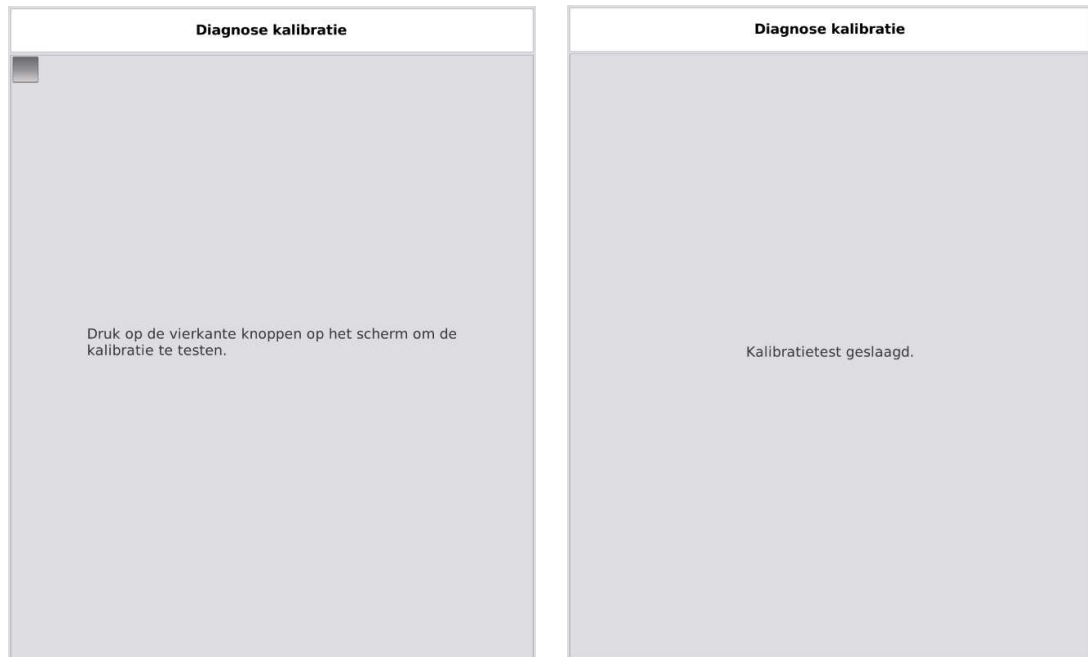 Diagnose kalibratie
Druk op de vierkante knoppen op het scherm om de
kalibratie te testen.
Diagnose kalibratie
Kalibratietest geslaagd.